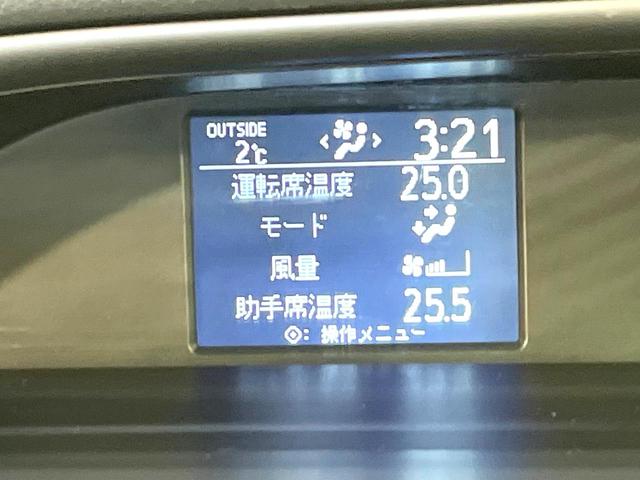 OUTSIDE
2℃ < > 3:21
運転席温度 25.0
モード
風量
助手席温度 25.5
: 操作メニュー